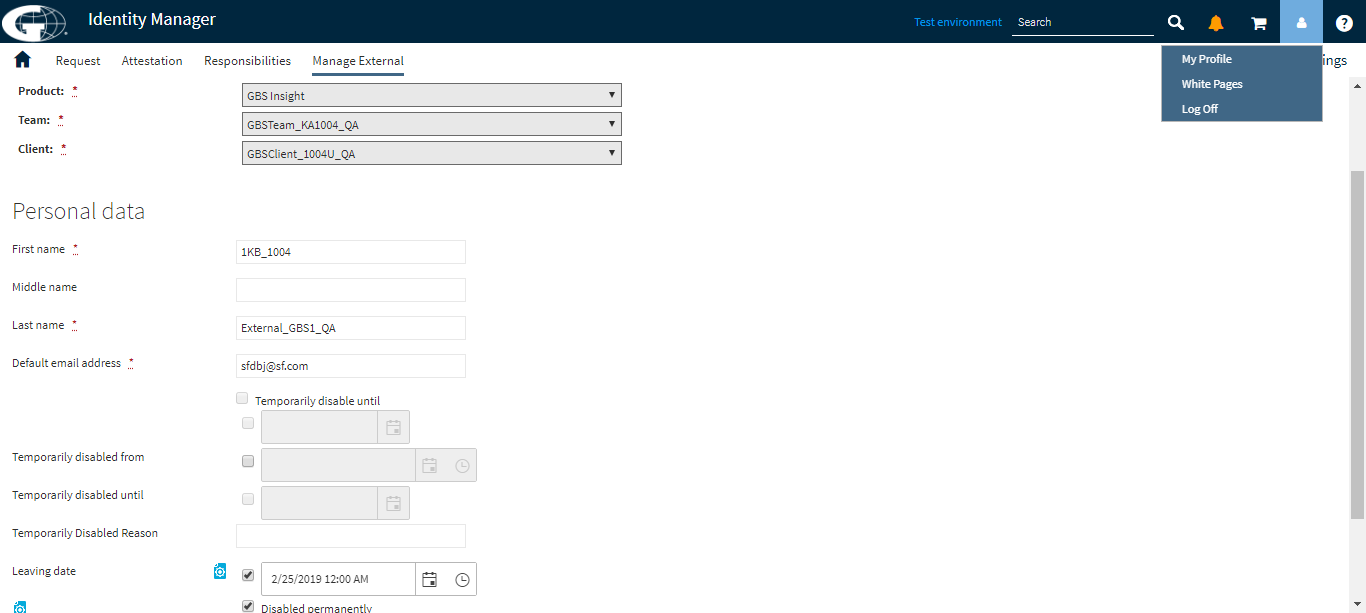 Identity Manager
Test environment
Search
Request Attestation Responsibilities Manage External ings
My Profile
White Pages
Log Off
Product: * GBS Insight
Team: * GBSTeam_KA1004_QA
Client: * GBSClient_1004U_QA
Personal data
First name * 1KB_1004
Middle name
Last name * External_GBS1_QA
Default email address * sfdbj@sf.com
Temporarily disable until
Temporarily disabled from
Temporarily disabled until
Temporarily Disabled Reason
Leaving date 2/25/2019 12:00 AM
Disabled permanently